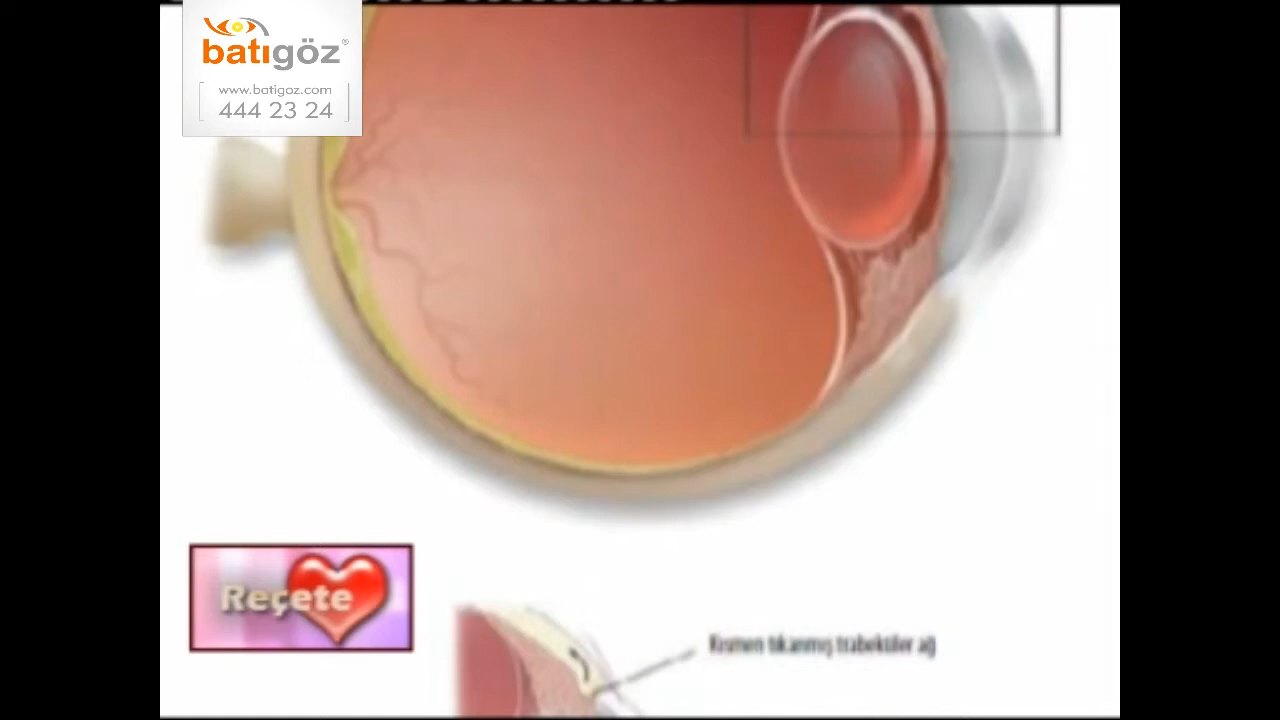 batıgöz®
www.batigoz.com
444 23 24
Reçete
Kısmen tıkanmış trabeküler ağ